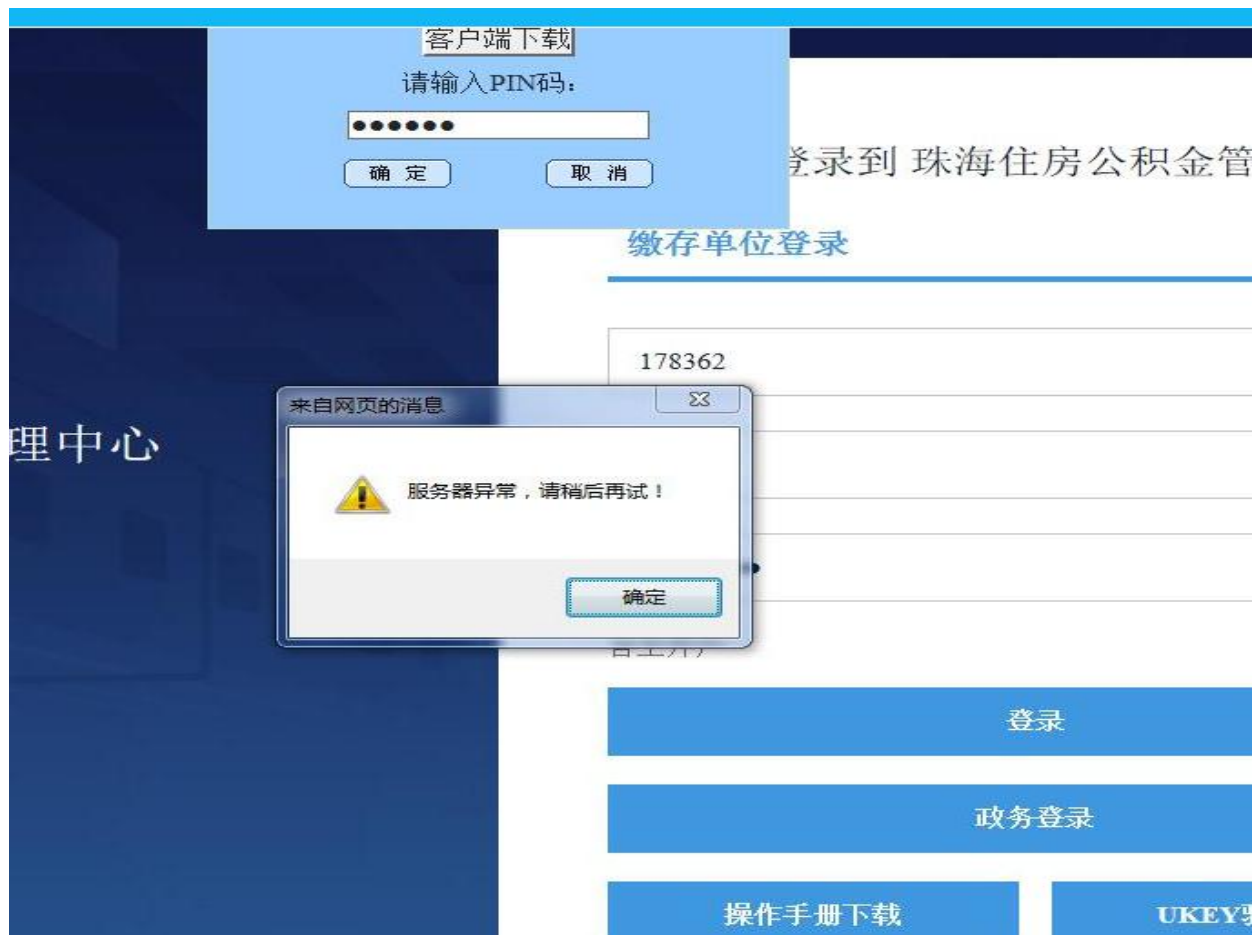 客户端下载
请输入PIN码：
●●●●●●
确 定
取 消
登录到 珠海住房公积金管
缴存单位登录
178362
理中心
来自网页的消息
服务器异常，请稍后再试！
确定
登录
政务登录
操作手册下载
UKEY